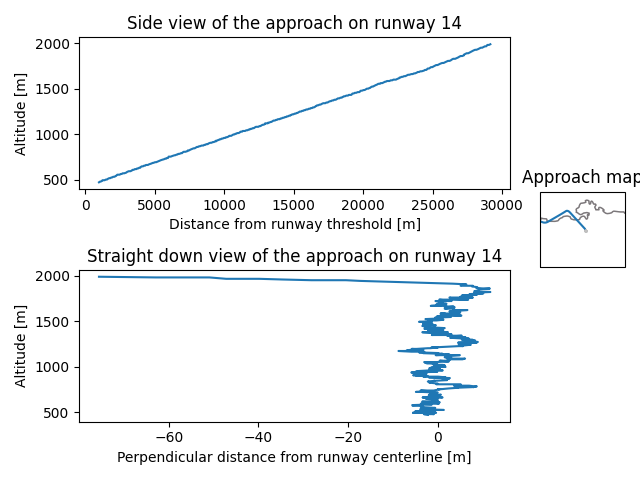 Side view of the approach on runway 14
2000
1500
1000
500
Altitude [m]
0 5000 10000 15000 20000 25000 30000
Distance from runway threshold [m]
Approach map
Straight down view of the approach on runway 14
2000
1500
1000
500
Altitude [m]
−60 −40 −20 0
Perpendicular distance from runway centerline [m]